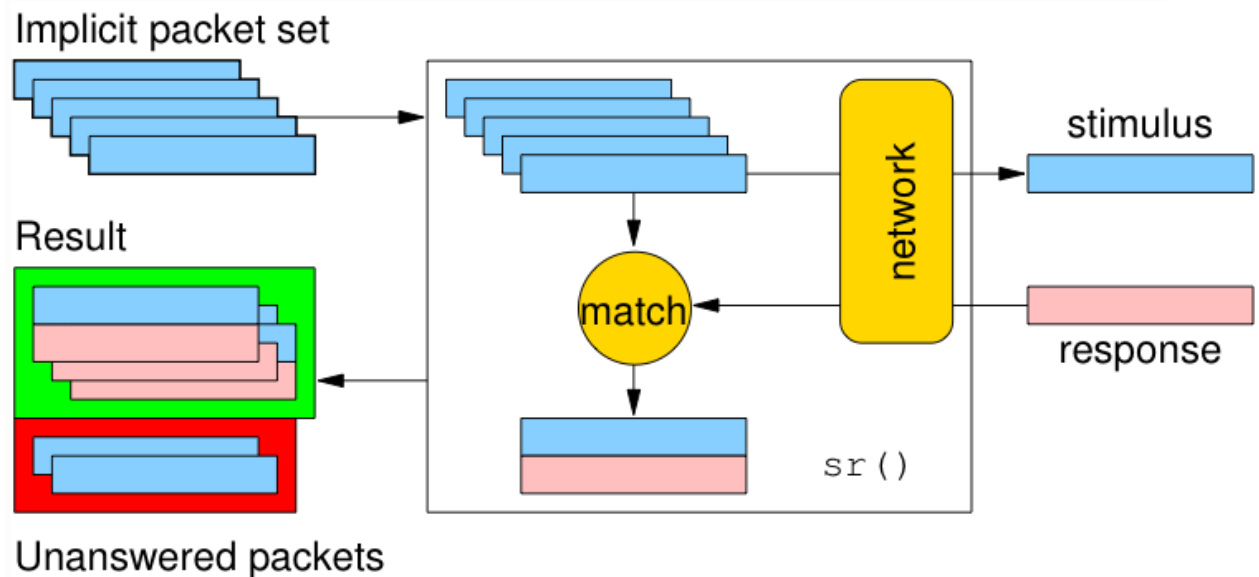 Implicit packet set
stimulus
network
Result
match
response
sr()
Unanswered packets